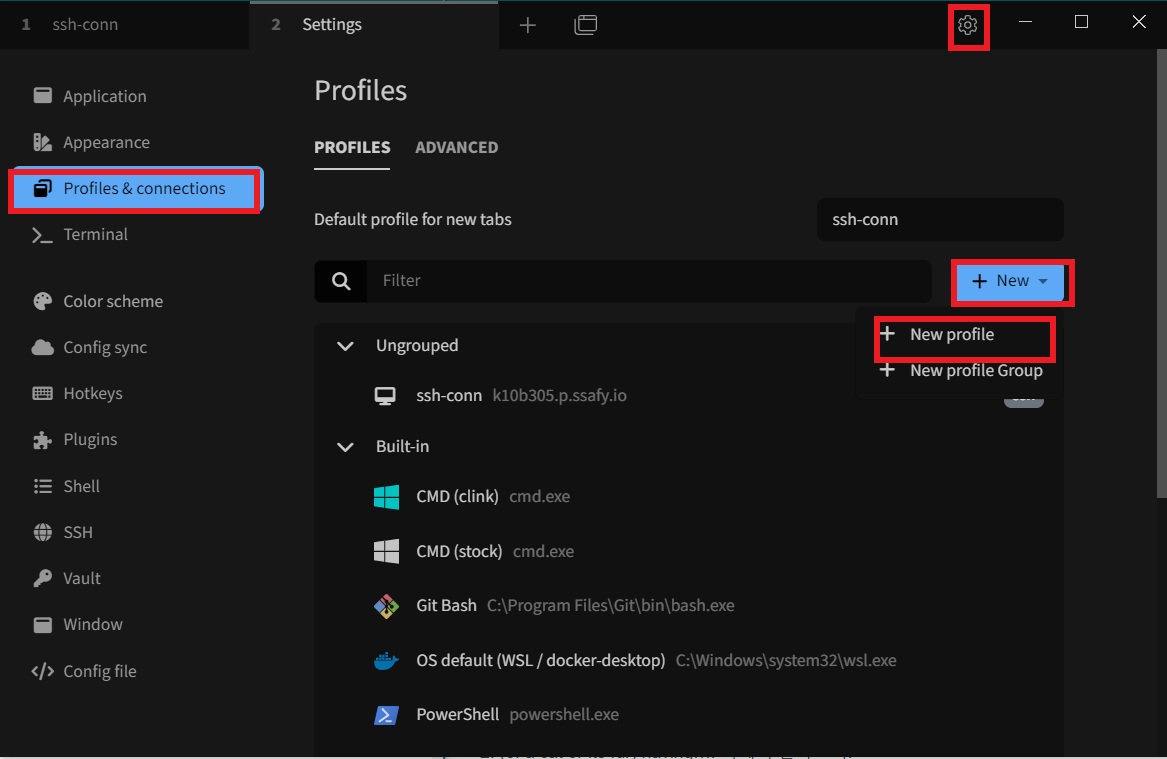 1 ssh-conn 2 Settings
Application
Appearance
Profiles & connections
Terminal
Color scheme
Config sync
Hotkeys
Plugins
Shell
SSH
Vault
Window
Config file
Profiles
PROFILES ADVANCED
Default profile for new tabs ssh-conn
Filter New
New profile
New profile Group
Ungrouped
ssh-conn k10b305.p.ssafy.io
Built-in
CMD (clink) cmd.exe
CMD (stock) cmd.exe
Git Bash C:\Program Files\Git\bin\bash.exe
OS default (WSL / docker-desktop) C:\Windows\system32\wsl.exe
PowerShell powershell.exe